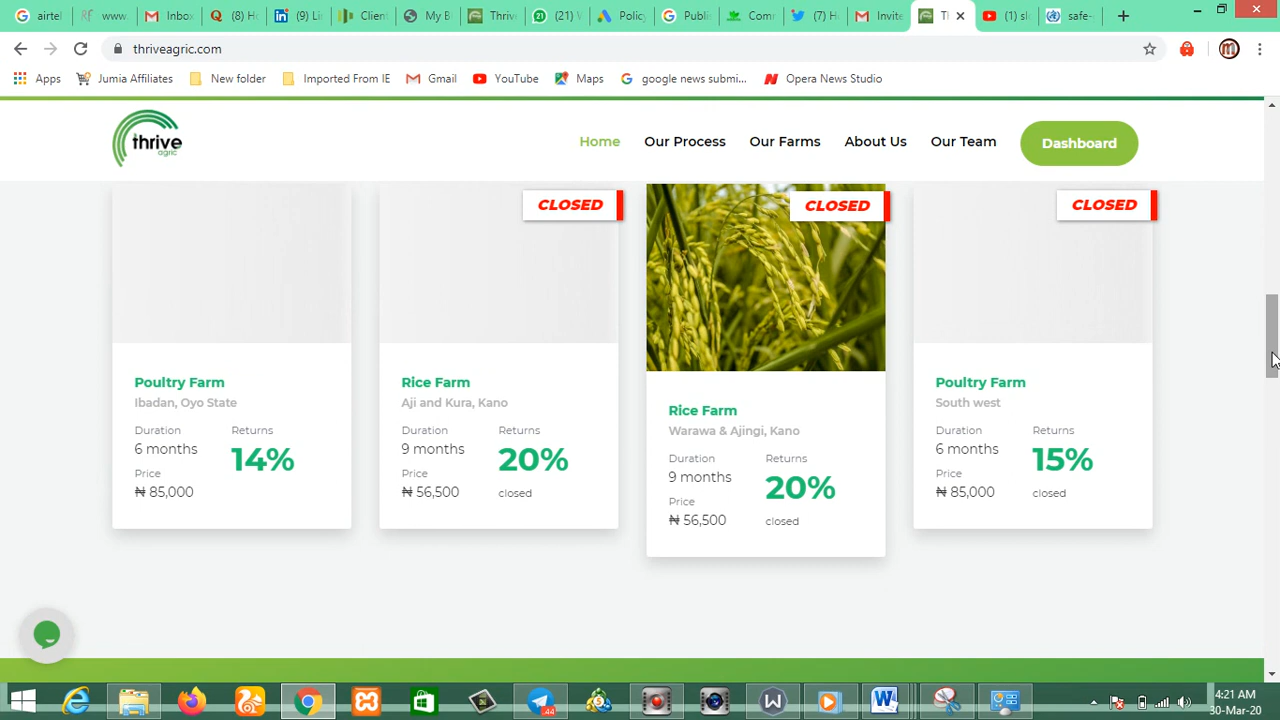 airtel
www
Inbox
(8) H
(9) Li
Client
My B
Thrive
(21) V
Policy
Publi
Com
(7) H
Invite
Th
(1) sl
safe-
thriveagric.com
Apps
Jumia Affiliates
New folder
Imported From IE
Gmail
YouTube
Maps
google news submi...
Opera News Studio
thrive
agric
Home
Our Process
Our Farms
About Us
Our Team
Dashboard
Poultry Farm
Ibadan, Oyo State
Duration
6 months
Returns
14%
Price
₦ 85,000
CLOSED
Rice Farm
Aji and Kura, Kano
Duration
9 months
Returns
20%
Price
₦ 56,500
closed
CLOSED
Rice Farm
Warawa & Ajingi, Kano
Duration
9 months
Returns
20%
Price
₦ 56,500
closed
CLOSED
Poultry Farm
South west
Duration
6 months
Returns
15%
Price
₦ 85,000
closed
44
4:21 AM
30-Mar-20